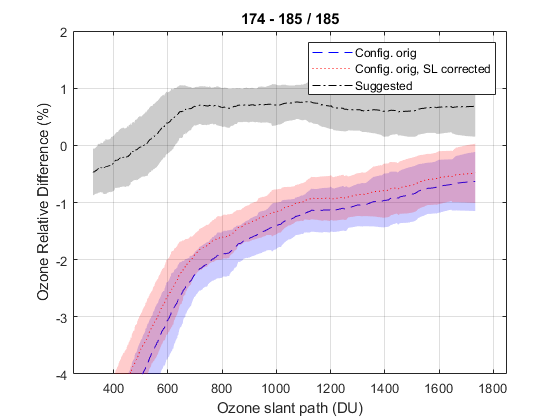 174 - 185 / 185
Ozone Relative Difference (%)
2
1
0
-1
-2
-3
-4
Config. orig
Config. orig, SL corrected
Suggested
400 600 800 1000 1200 1400 1600 1800
Ozone slant path (DU)